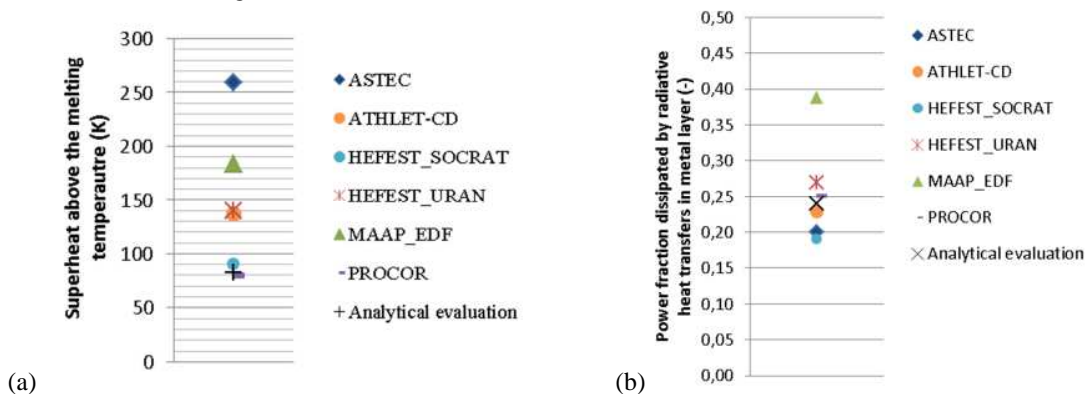 Superheat above the melting
temperautre (K)
300
250
200
150
100
50
0
ASTEC
ATHLET-CD
HEFEST_SOCRAT
HEFEST_URAN
MAAP_EDF
PROCOR
Analytical evaluation
(a)
Power fraction dissipated by radiative
heat transfers in metal layer (-)
0,50
0,45
0,40
0,35
0,30
0,25
0,20
0,15
0,10
0,05
0,00
ASTEC
ATHLET-CD
HEFEST_SOCRAT
HEFEST_URAN
MAAP_EDF
PROCOR
Analytical evaluation
(b)